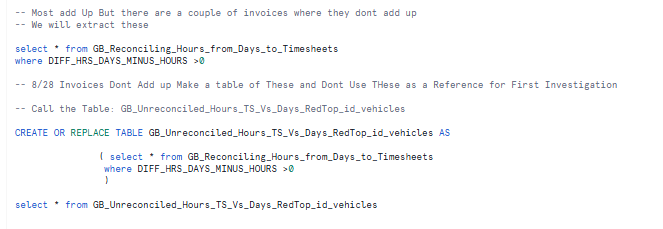 -- Most add Up But there are a couple of invoices where they dont add up
-- We will extract these
select * from GB_Reconciling_Hours_from_Days_to_Timesheets
where DIFF_HRS_DAYS_MINUS_HOURS >0
-- 8/28 Invoices Dont Add up Make a table of These and Dont Use THese as a Reference for First Investigation
-- Call the Table: GB_Unreconciled_Hours_TS_Vs_Days_RedTop_id_vehicles
CREATE OR REPLACE TABLE GB_Unreconciled_Hours_TS_Vs_Days_RedTop_id_vehicles AS
( select * from GB_Reconciling_Hours_from_Days_to_Timesheets
where DIFF_HRS_DAYS_MINUS_HOURS >0
)
select * from GB_Unreconciled_Hours_TS_Vs_Days_RedTop_id_vehicles